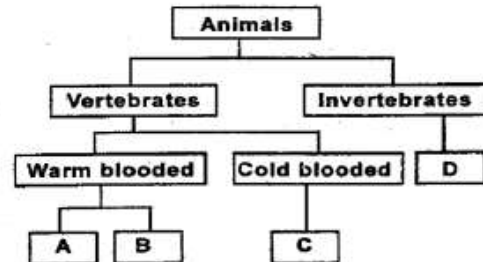 Animals
Vertebrates Invertebrates
Warm blooded Cold blooded D
A B C